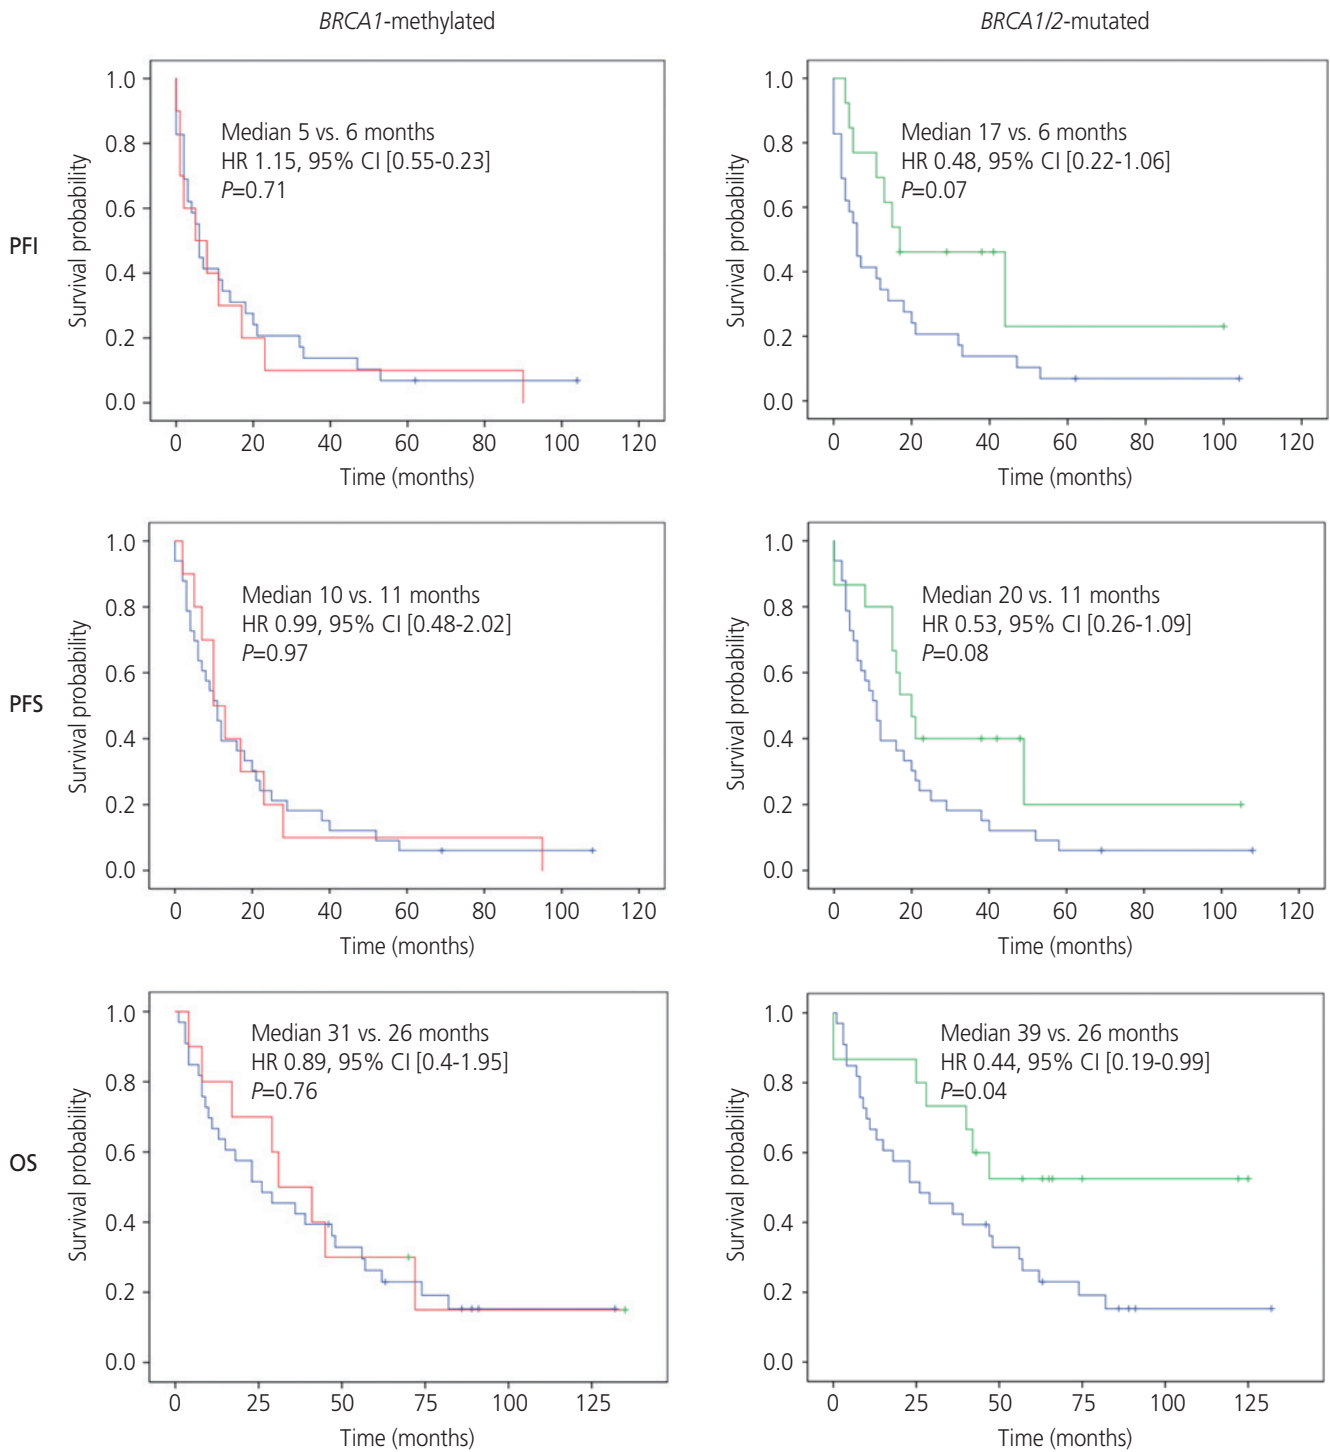 BRCA1-methylated
BRCA1/2-mutated
PFI
Survival probability
1.0
0.8
0.6
0.4
0.2
0.0
Median 5 vs. 6 months
HR 1.15, 95% CI [0.55-0.23]
P=0.71
0 20 40 60 80 100 120
Time (months)
Survival probability
1.0
0.8
0.6
0.4
0.2
0.0
Median 17 vs. 6 months
HR 0.48, 95% CI [0.22-1.06]
P=0.07
0 20 40 60 80 100 120
Time (months)
PFS
Survival probability
1.0
0.8
0.6
0.4
0.2
0.0
Median 10 vs. 11 months
HR 0.99, 95% CI [0.48-2.02]
P=0.97
0 20 40 60 80 100 120
Time (months)
Survival probability
1.0
0.8
0.6
0.4
0.2
0.0
Median 20 vs. 11 months
HR 0.53, 95% CI [0.26-1.09]
P=0.08
0 20 40 60 80 100 120
Time (months)
OS
Survival probability
1.0
0.8
0.6
0.4
0.2
0.0
Median 31 vs. 26 months
HR 0.89, 95% CI [0.4-1.95]
P=0.76
0 25 50 75 100 125
Time (months)
Survival probability
1.0
0.8
0.6
0.4
0.2
0.0
Median 39 vs. 26 months
HR 0.44, 95% CI [0.19-0.99]
P=0.04
0 25 50 75 100 125
Time (months)